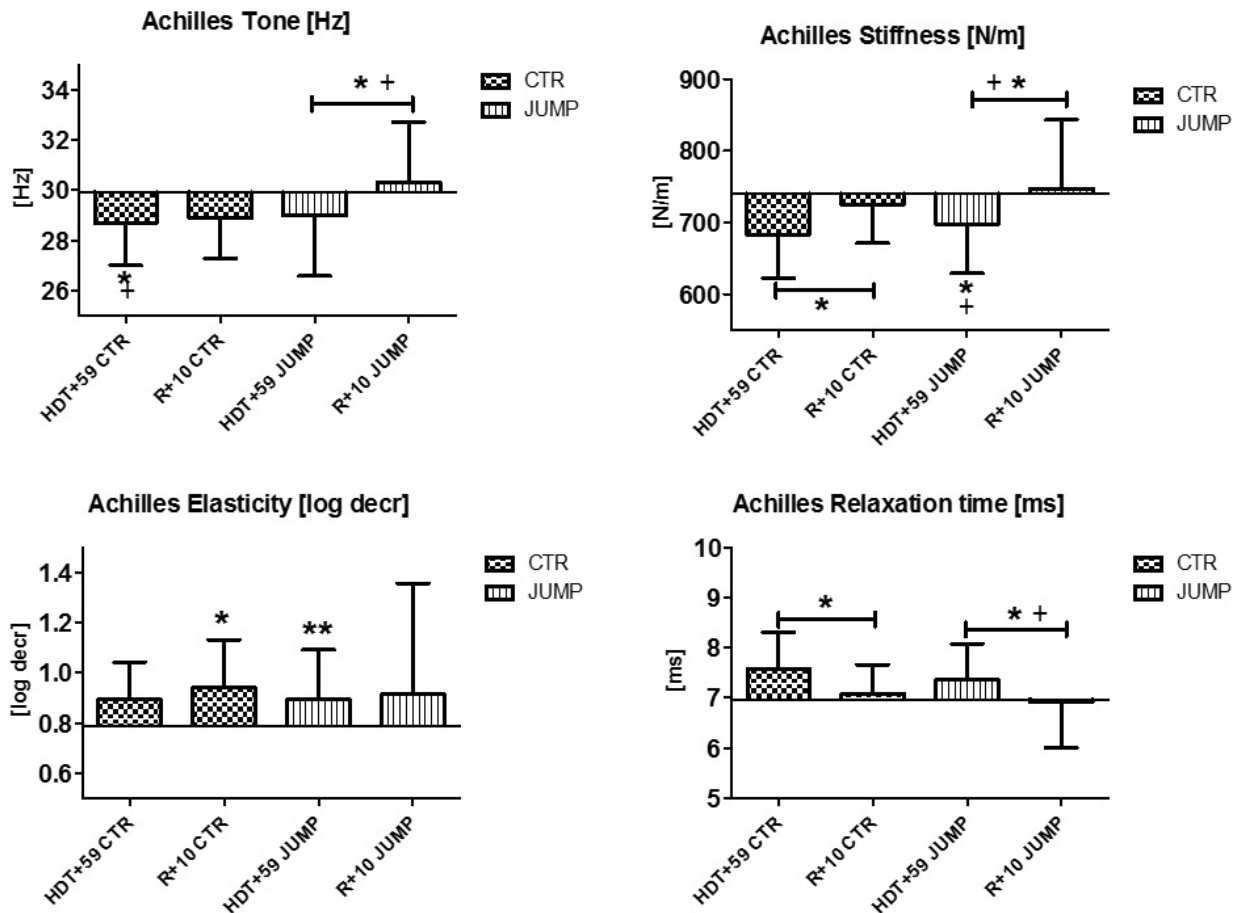 Achilles Tone [Hz]
[Hz]
34
32
30
28
26
* +
*
+
CTR
JUMP
HDT+59 CTR
R+10 CTR
HDT+59 JUMP
R+10 JUMP
Achilles Stiffness [N/m]
[N/m]
900
800
700
600
+ *
*
*
+
CTR
JUMP
HDT+59 CTR
R+10 CTR
HDT+59 JUMP
R+10 JUMP
Achilles Elasticity [log decr]
[log decr]
1.4
1.2
1.0
0.8
0.6
*
**
CTR
JUMP
HDT+59 CTR
R+10 CTR
HDT+59 JUMP
R+10 JUMP
Achilles Relaxation time [ms]
[ms]
10
9
8
7
6
5
*
* +
CTR
JUMP
HDT+59 CTR
R+10 CTR
HDT+59 JUMP
R+10 JUMP